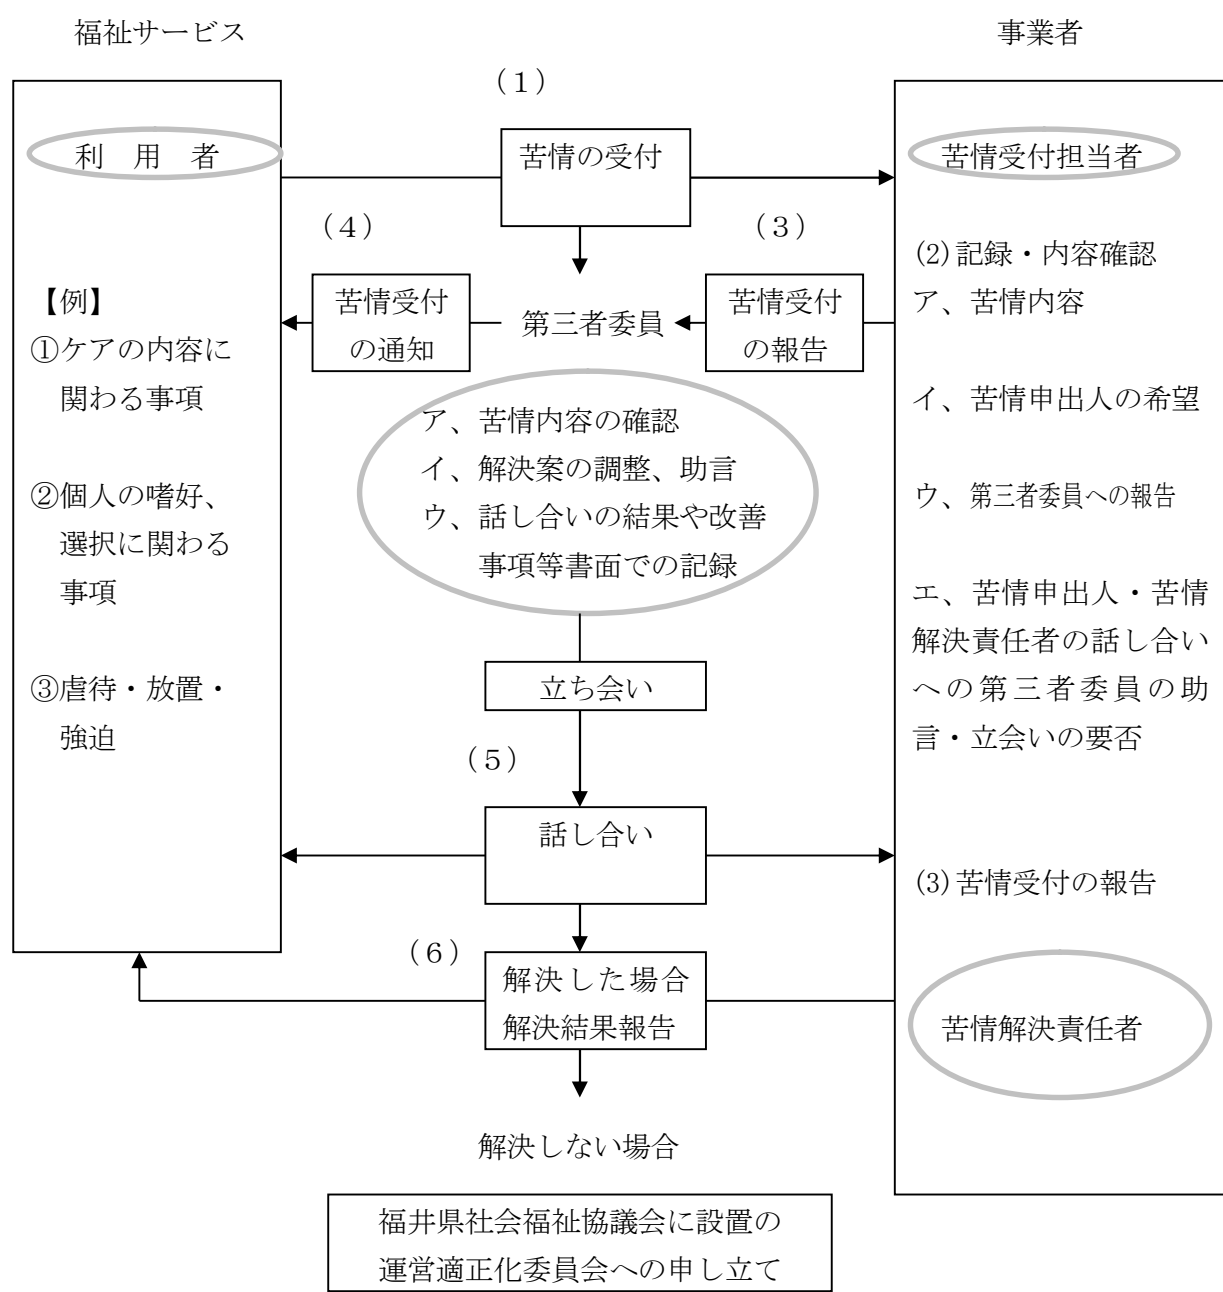 福祉サービス
事業者
(1)
利　用　者
苦情の受付
苦情受付担当者
(4)
(3)
(2)記録・内容確認
【例】
①ケアの内容に
関わる事項
②個人の嗜好、
選択に関わる
事項
③虐待・放置・
強迫
苦情受付
の通知
第三者委員
苦情受付
の報告
ア、苦情内容
イ、苦情申出人の希望
ウ、第三者委員への報告
エ、苦情申出人・苦情
解決責任者の話し合い
への第三者委員の助
言・立会いの要否
ア、苦情内容の確認
イ、解決案の調整、助言
ウ、話し合いの結果や改善
事項等書面での記録
立ち会い
(5)
話し合い
(3)苦情受付の報告
(6)
解決した場合
解決結果報告
苦情解決責任者
解決しない場合
福井県社会福祉協議会に設置の
運営適正化委員会への申し立て